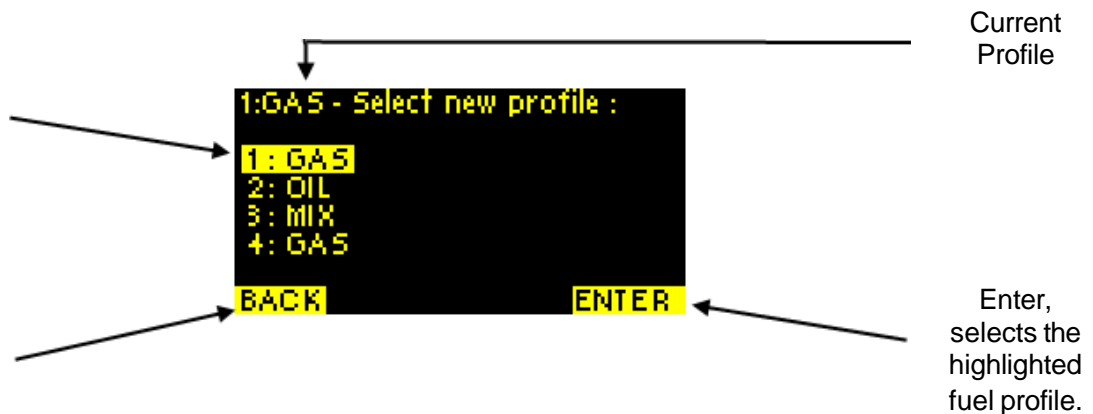 Current
Profile
1:GAS - Select new profile :
1: GAS
2: OIL
3: MIX
4: GAS
BACK
ENTER
Enter,
selects the
highlighted
fuel profile.